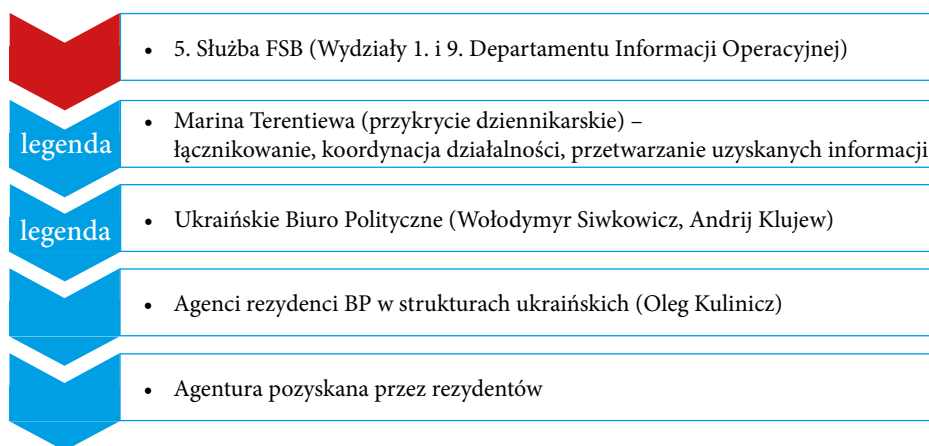 • 5. Służba FSB (Wydziały 1. i 9. Departamentu Informacji Operacyjnej)
legenda
• Marina Terentiewa (przykrycie dziennikarskie) –
łącznikowanie, koordynacja działalności, przetwarzanie uzyskanych informacji
legenda
• Ukraińskie Biuro Polityczne (Wołodymyr Siwkowicz, Andrij Klujew)
• Agenci rezydenci BP w strukturach ukraińskich (Oleg Kulinicz)
• Agentura pozyskana przez rezydentów